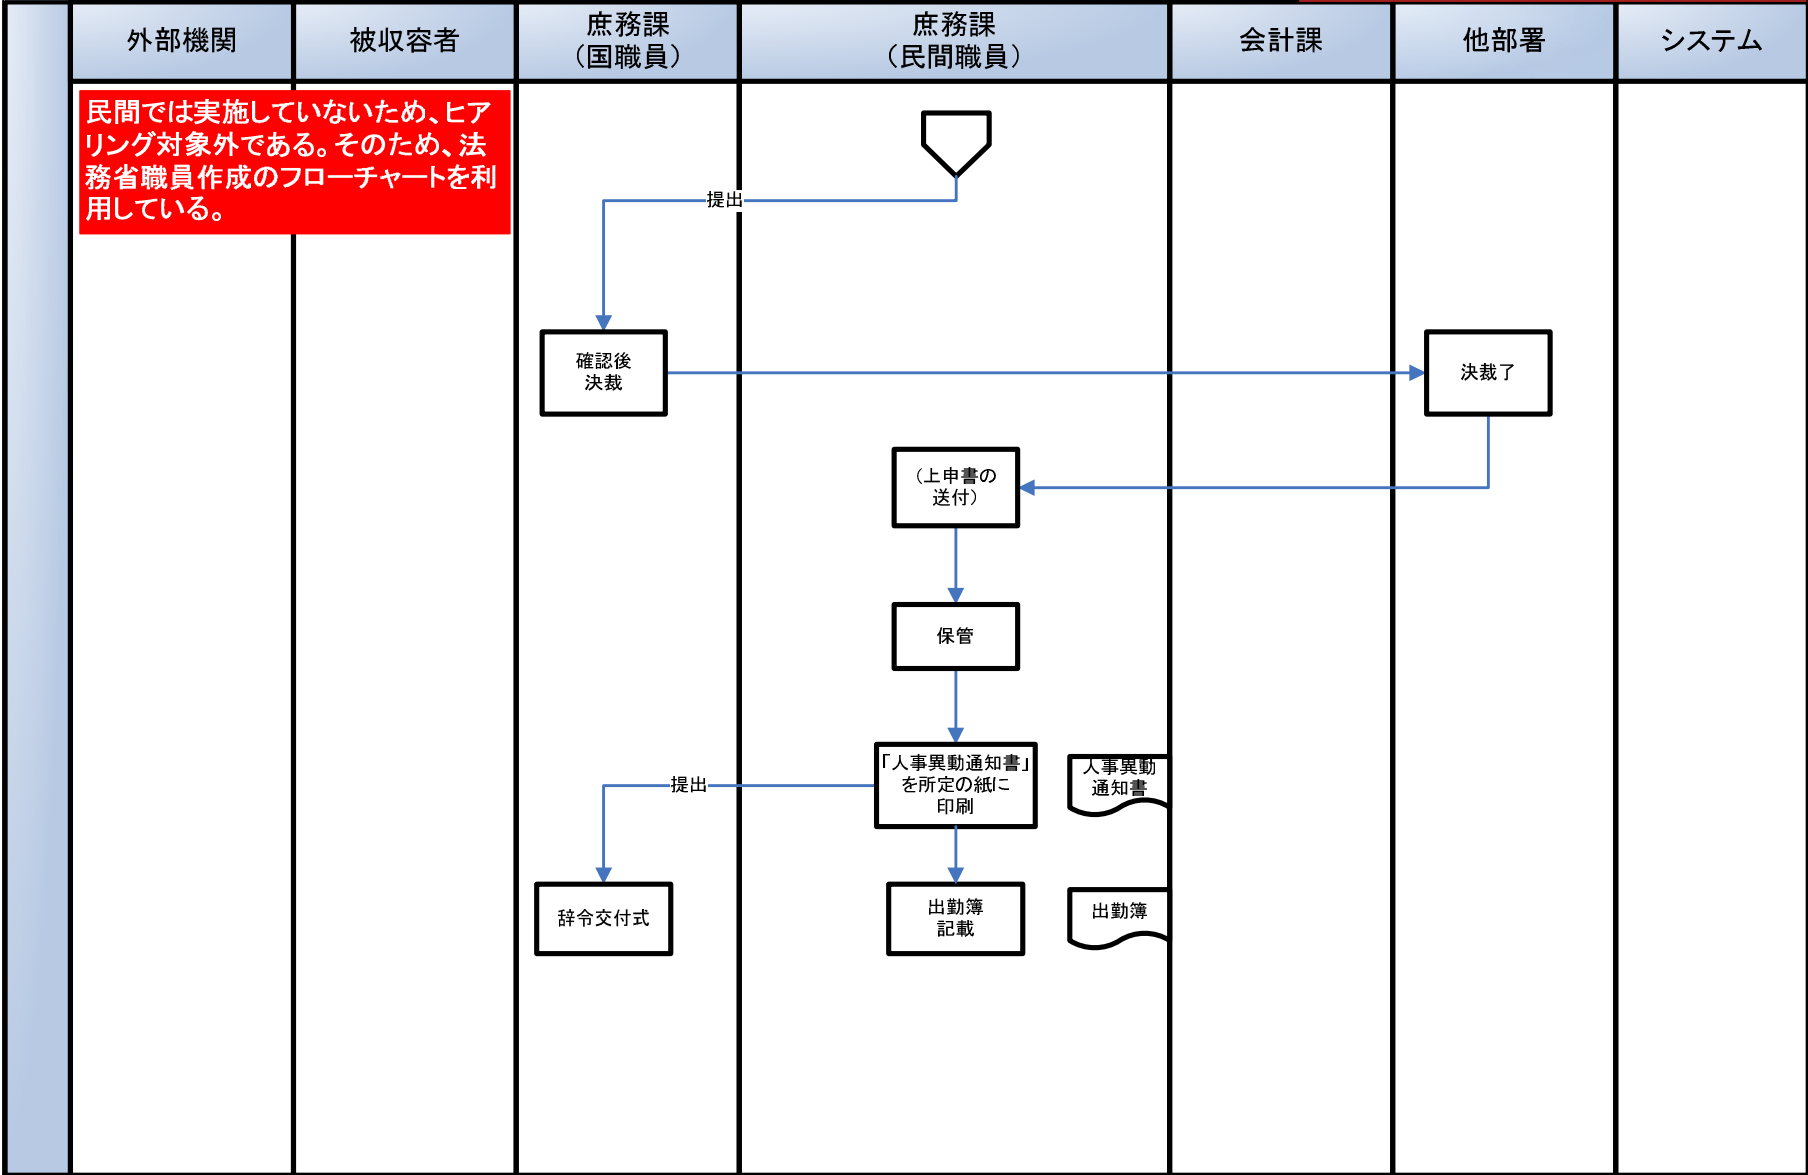 外部機関
被収容者
庶務課
（国職員）
庶務課
（民間職員）
会計課
他部署
システム
民間では実施していないため、ヒア
リング対象外である。そのため、法
務省職員作成のフローチャートを利
用している。
提出
確認後
決裁
決裁了
（上申書の
送付）
保管
「人事異動通知書」
を所定の紙に
印刷
人事異動
通知書
提出
辞令交付式
出勤簿
記載
出勤簿